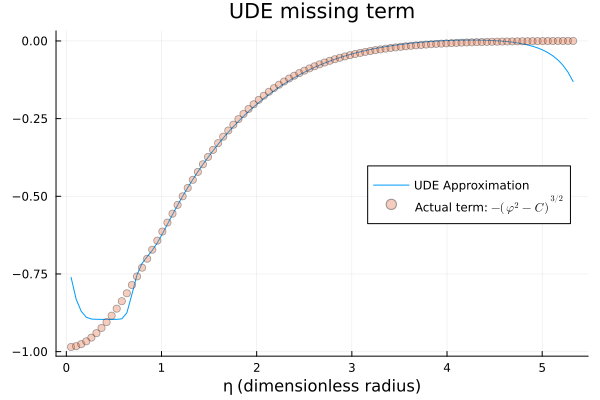 UDE missing term
0.00
−0.25
−0.50
−0.75
−1.00
UDE Approximation
Actual term: −(φ² − C)^{3/2}
0 1 2 3 4 5
η (dimensionless radius)